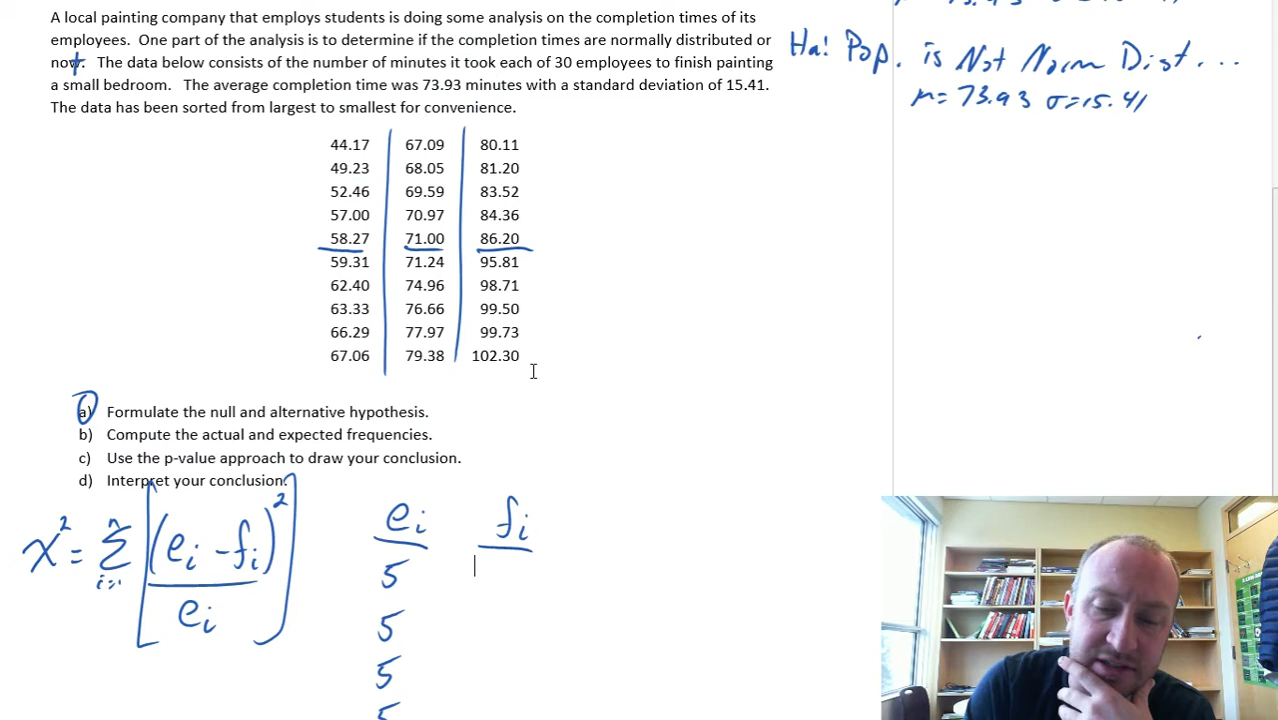 A local painting company that employs students is doing some analysis on the completion times of its
employees. One part of the analysis is to determine if the completion times are normally distributed or
not. The data below consists of the number of minutes it took each of 30 employees to finish painting
a small bedroom. The average completion time was 73.93 minutes with a standard deviation of 15.41.
The data has been sorted from largest to smallest for convenience.
Ha! Pop. is Not Norm Dist...
μ= 73.93 σ=15.41
44.17 67.09 80.11
49.23 68.05 81.20
52.46 69.59 83.52
57.00 70.97 84.36
58.27 71.00 86.20
59.31 71.24 95.81
62.40 74.96 98.71
63.33 76.66 99.50
66.29 77.97 99.73
67.06 79.38 102.30
a) Formulate the null and alternative hypothesis.
b) Compute the actual and expected frequencies.
c) Use the p-value approach to draw your conclusion.
d) Interpret your conclusion.
χ² = Σ i=1 n [(ei - fi)² / ei]
ei fi
5
5
5
5